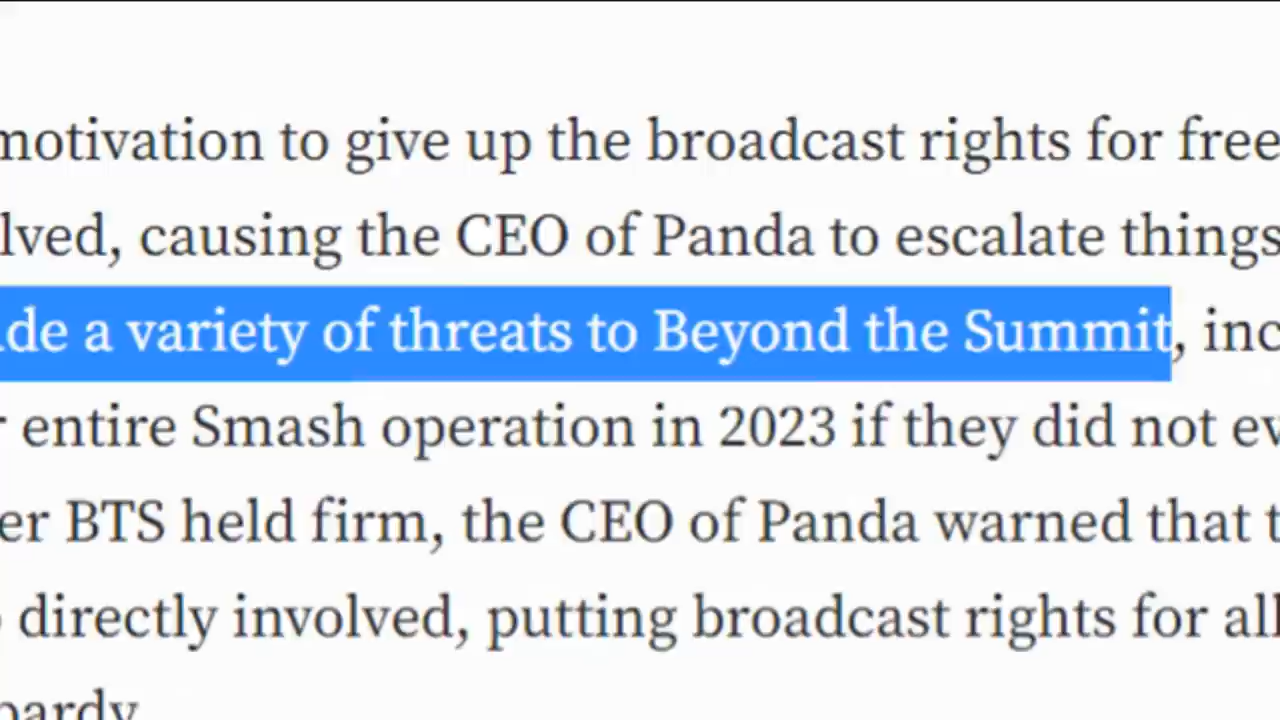 motivation to give up the broadcast rights for free
lved, causing the CEO of Panda to escalate things
de a variety of threats to Beyond the Summit, inc
r entire Smash operation in 2023 if they did not ev
er BTS held firm, the CEO of Panda warned that t
directly involved, putting broadcast rights for all
pardy